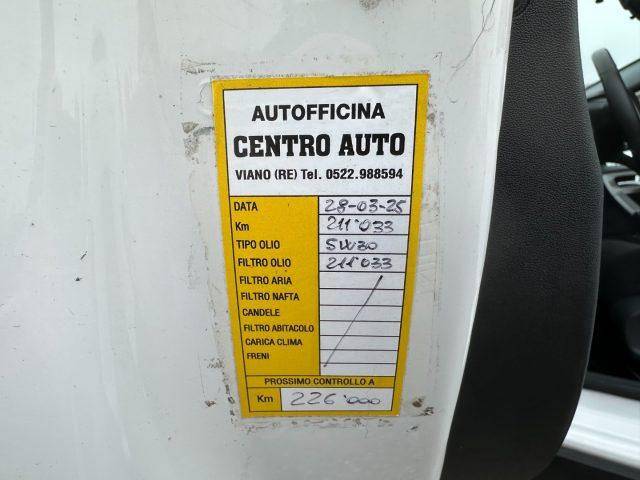 AUTOFFICINA
CENTRO AUTO
VIANO (RE) Tel. 0522.988594
DATA 28-03-25
Km 211'033
TIPO OLIO 5W30
FILTRO OLIO 211'033
FILTRO ARIA
FILTRO NAFTA
CANDELE
FILTRO ABITACOLO
CARICA CLIMA
FRENI
PROSSIMO CONTROLLO A
Km 226'000